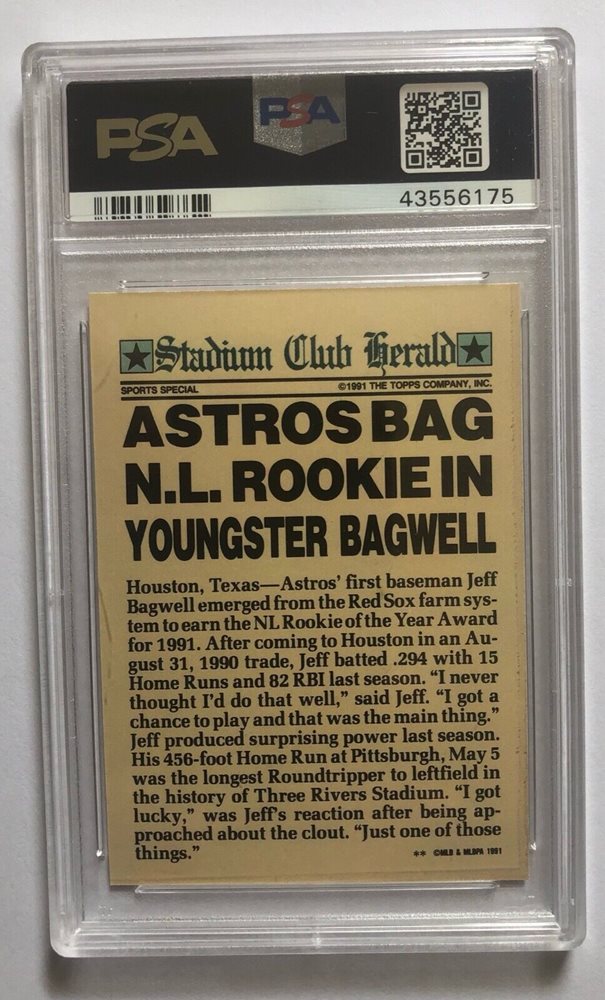 PSA PSA
43556175
Stadium Club Herald
SPORTS SPECIAL ©1991 THE TOPPS COMPANY, INC.
ASTROS BAG
N.L. ROOKIE IN
YOUNGSTER BAGWELL
Houston, Texas—Astros' first baseman Jeff
Bagwell emerged from the Red Sox farm sys-
tem to earn the NL Rookie of the Year Award
for 1991. After coming to Houston in an Au-
gust 31, 1990 trade, Jeff batted .294 with 15
Home Runs and 82 RBI last season. “I never
thought I'd do that well,” said Jeff. “I got a
chance to play and that was the main thing.”
Jeff produced surprising power last season.
His 456-foot Home Run at Pittsburgh, May 5
was the longest Roundtripper to leftfield in
the history of Three Rivers Stadium. “I got
lucky,” was Jeff's reaction after being ap-
proached about the clout. “Just one of those
things.”
** ©MLB & MLBPA 1991